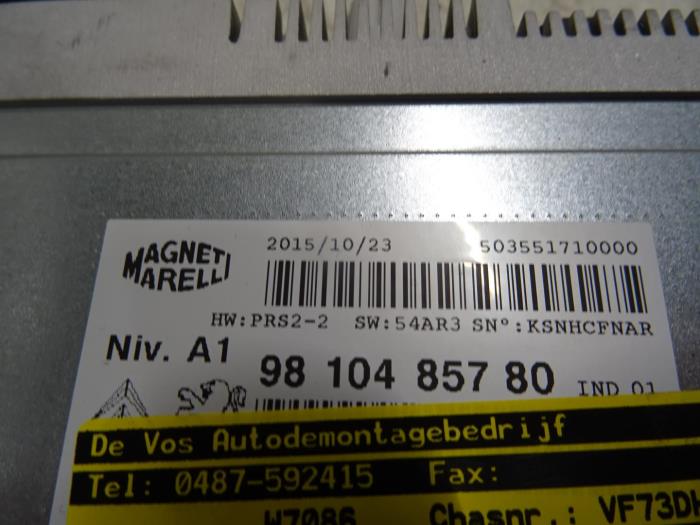 MAGNETI MARELLI
2015/10/23 503551710000
HW:PRS2-2 SW:54AR3 SNº:KSNHCFNAR
Niv. A1
98 104 857 80 IND 01
De Vos Autodemontagebedrijf
Tel: 0487-592415 Fax:
W7086 Chasnr.: VF73D